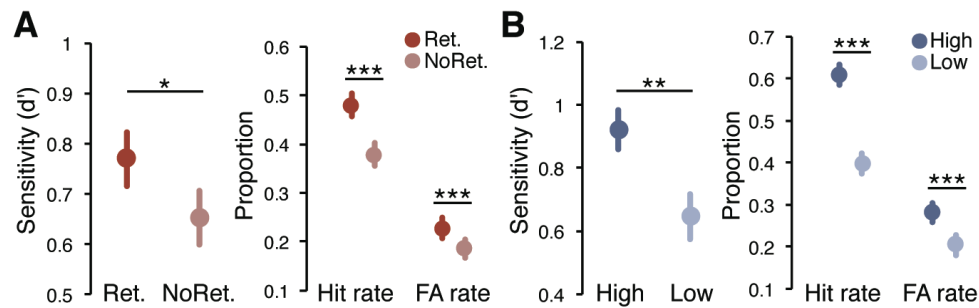 A
Sensitivity (d')
1
0.9
0.8
0.7
0.6
0.5
*
Ret. NoRet.
Proportion
0.6
0.5
0.4
0.3
0.2
0.1
Ret.
NoRet.
***
***
Hit rate FA rate
B
Sensitivity (d')
1.2
1
0.8
0.6
0.4
**
High Low
Proportion
0.7
0.6
0.5
0.4
0.3
0.2
0.1
High
Low
***
***
Hit rate FA rate